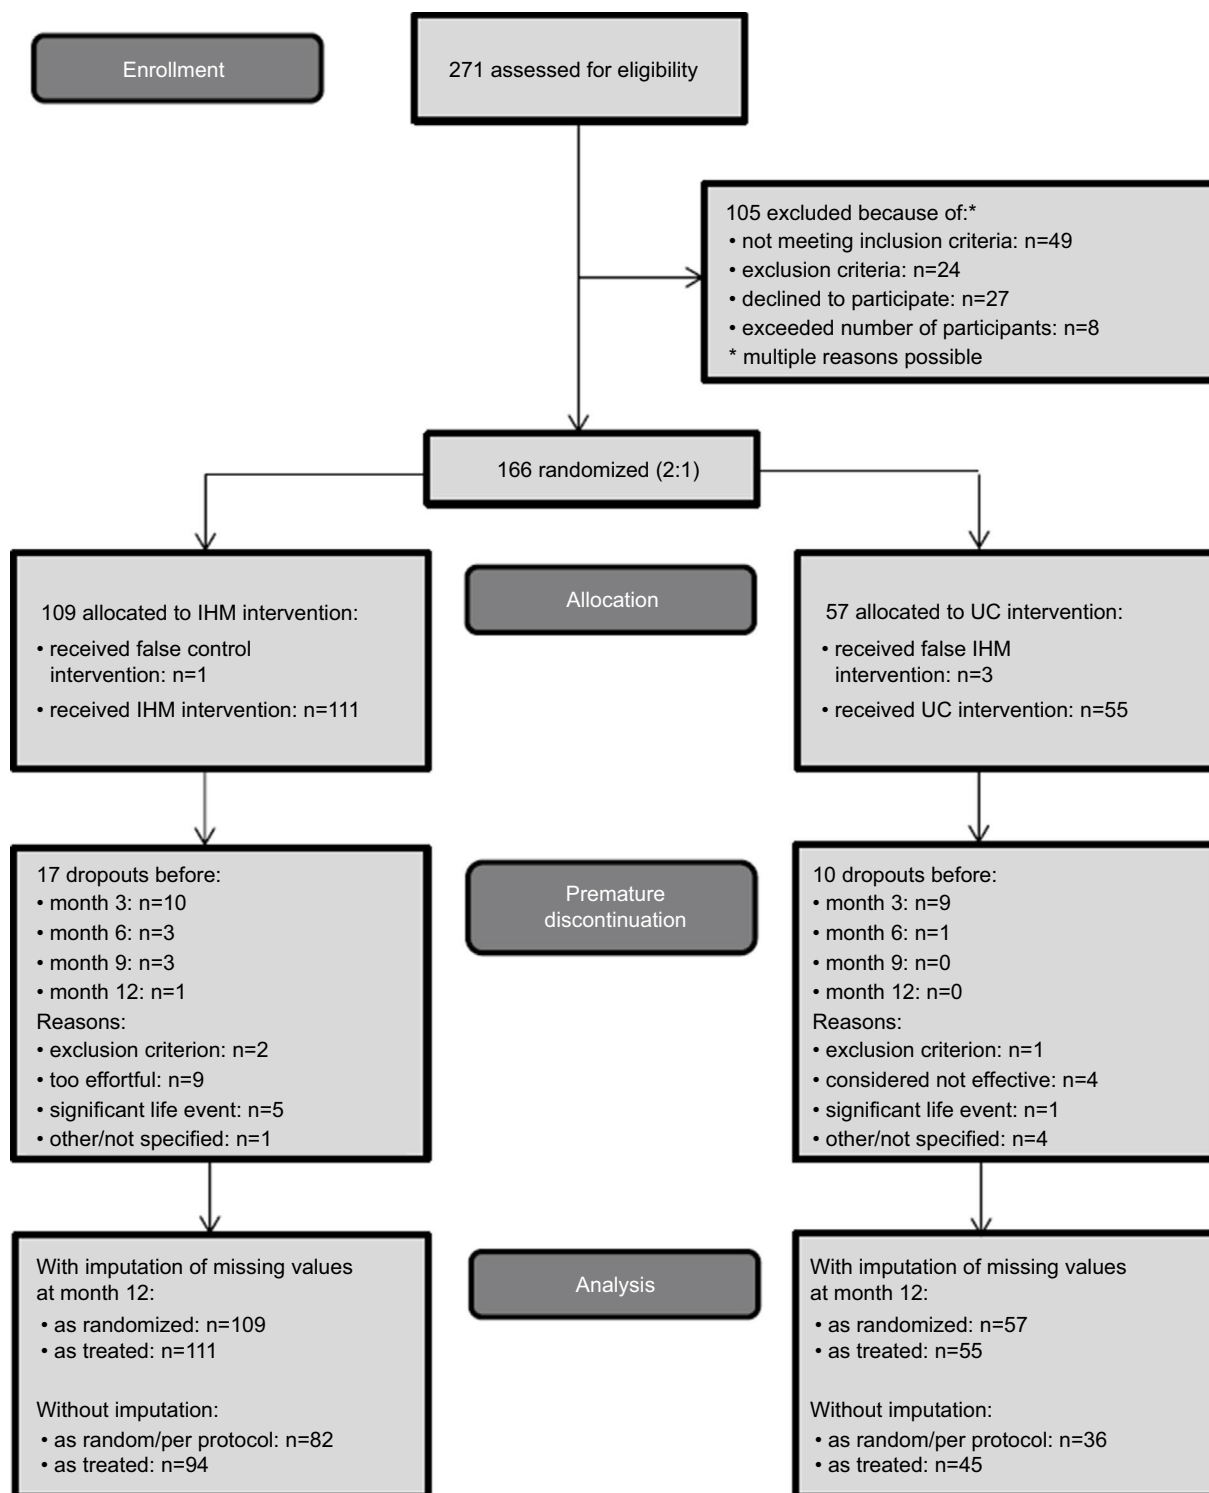 Enrollment
271 assessed for eligibility
105 excluded because of:*
• not meeting inclusion criteria: n=49
• exclusion criteria: n=24
• declined to participate: n=27
• exceeded number of participants: n=8
* multiple reasons possible
166 randomized (2:1)
109 allocated to IHM intervention:
• received false control
intervention: n=1
• received IHM intervention: n=111
Allocation
57 allocated to UC intervention:
• received false IHM
intervention: n=3
• received UC intervention: n=55
17 dropouts before:
• month 3: n=10
• month 6: n=3
• month 9: n=3
• month 12: n=1
Reasons:
• exclusion criterion: n=2
• too effortful: n=9
• significant life event: n=5
• other/not specified: n=1
Premature
discontinuation
10 dropouts before:
• month 3: n=9
• month 6: n=1
• month 9: n=0
• month 12: n=0
Reasons:
• exclusion criterion: n=1
• considered not effective: n=4
• significant life event: n=1
• other/not specified: n=4
With imputation of missing values
at month 12:
• as randomized: n=109
• as treated: n=111
Without imputation:
• as random/per protocol: n=82
• as treated: n=94
Analysis
With imputation of missing values
at month 12:
• as randomized: n=57
• as treated: n=55
Without imputation:
• as random/per protocol: n=36
• as treated: n=45